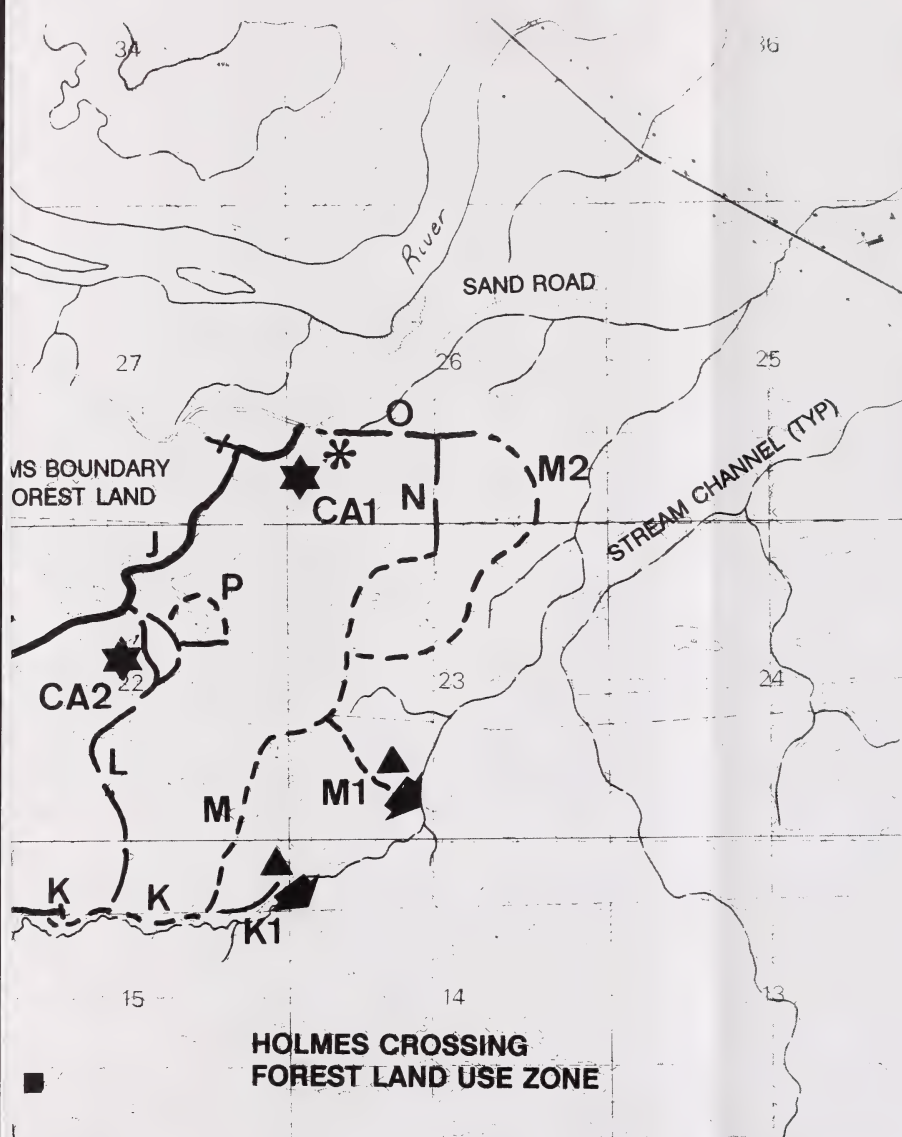 34
36
River
SAND ROAD
27
26
25
O
MS BOUNDARY
OREST LAND
M2
CA1
N
STREAM CHANNEL (TYP)
J
P
22
23
24
CA2
L
M1
M
K
K
K1
15
14
13
HOLMES CROSSING
FOREST LAND USE ZONE